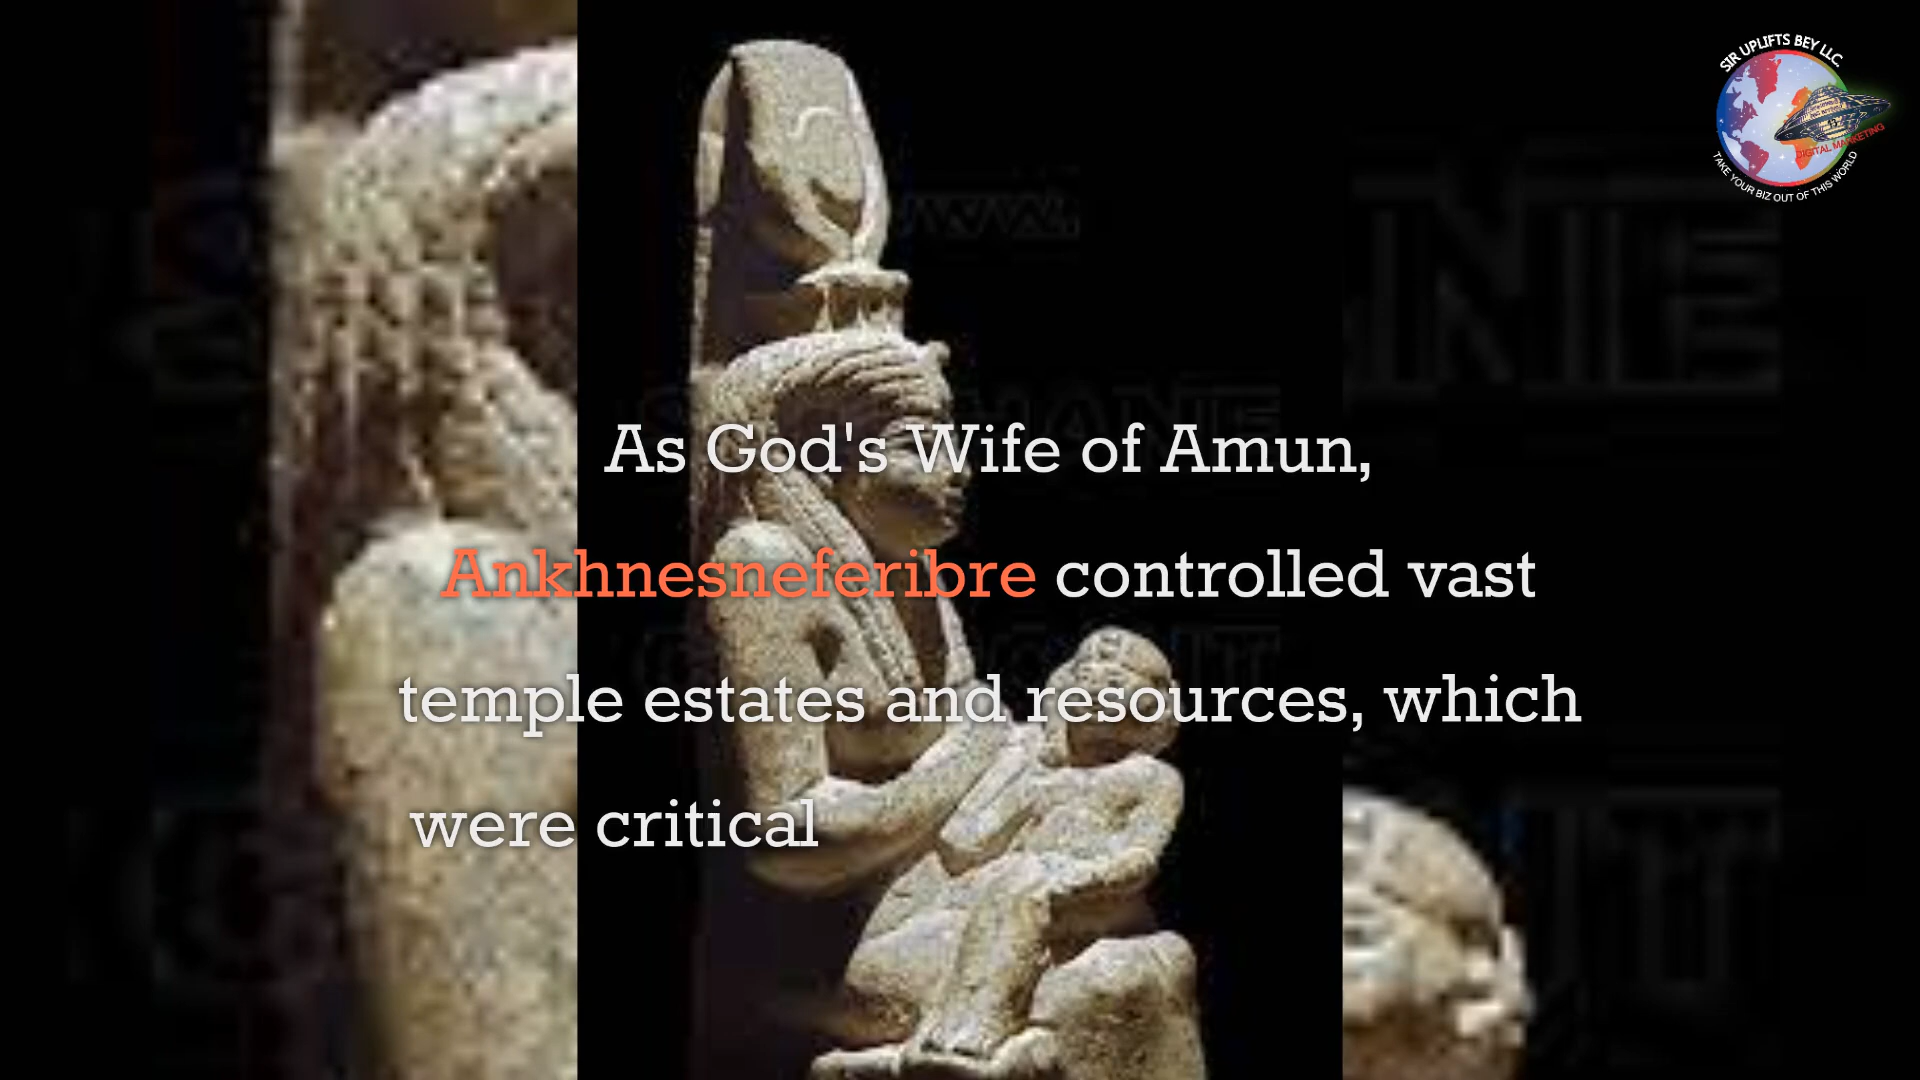 SIR UPLIFTS BEY LLC.
DIGITAL MARKETING
TAKE YOUR BIZ OUT OF THIS WORLD
As God's Wife of Amun,
Ankhnesneferibre controlled vast
temple estates and resources, which
were critical